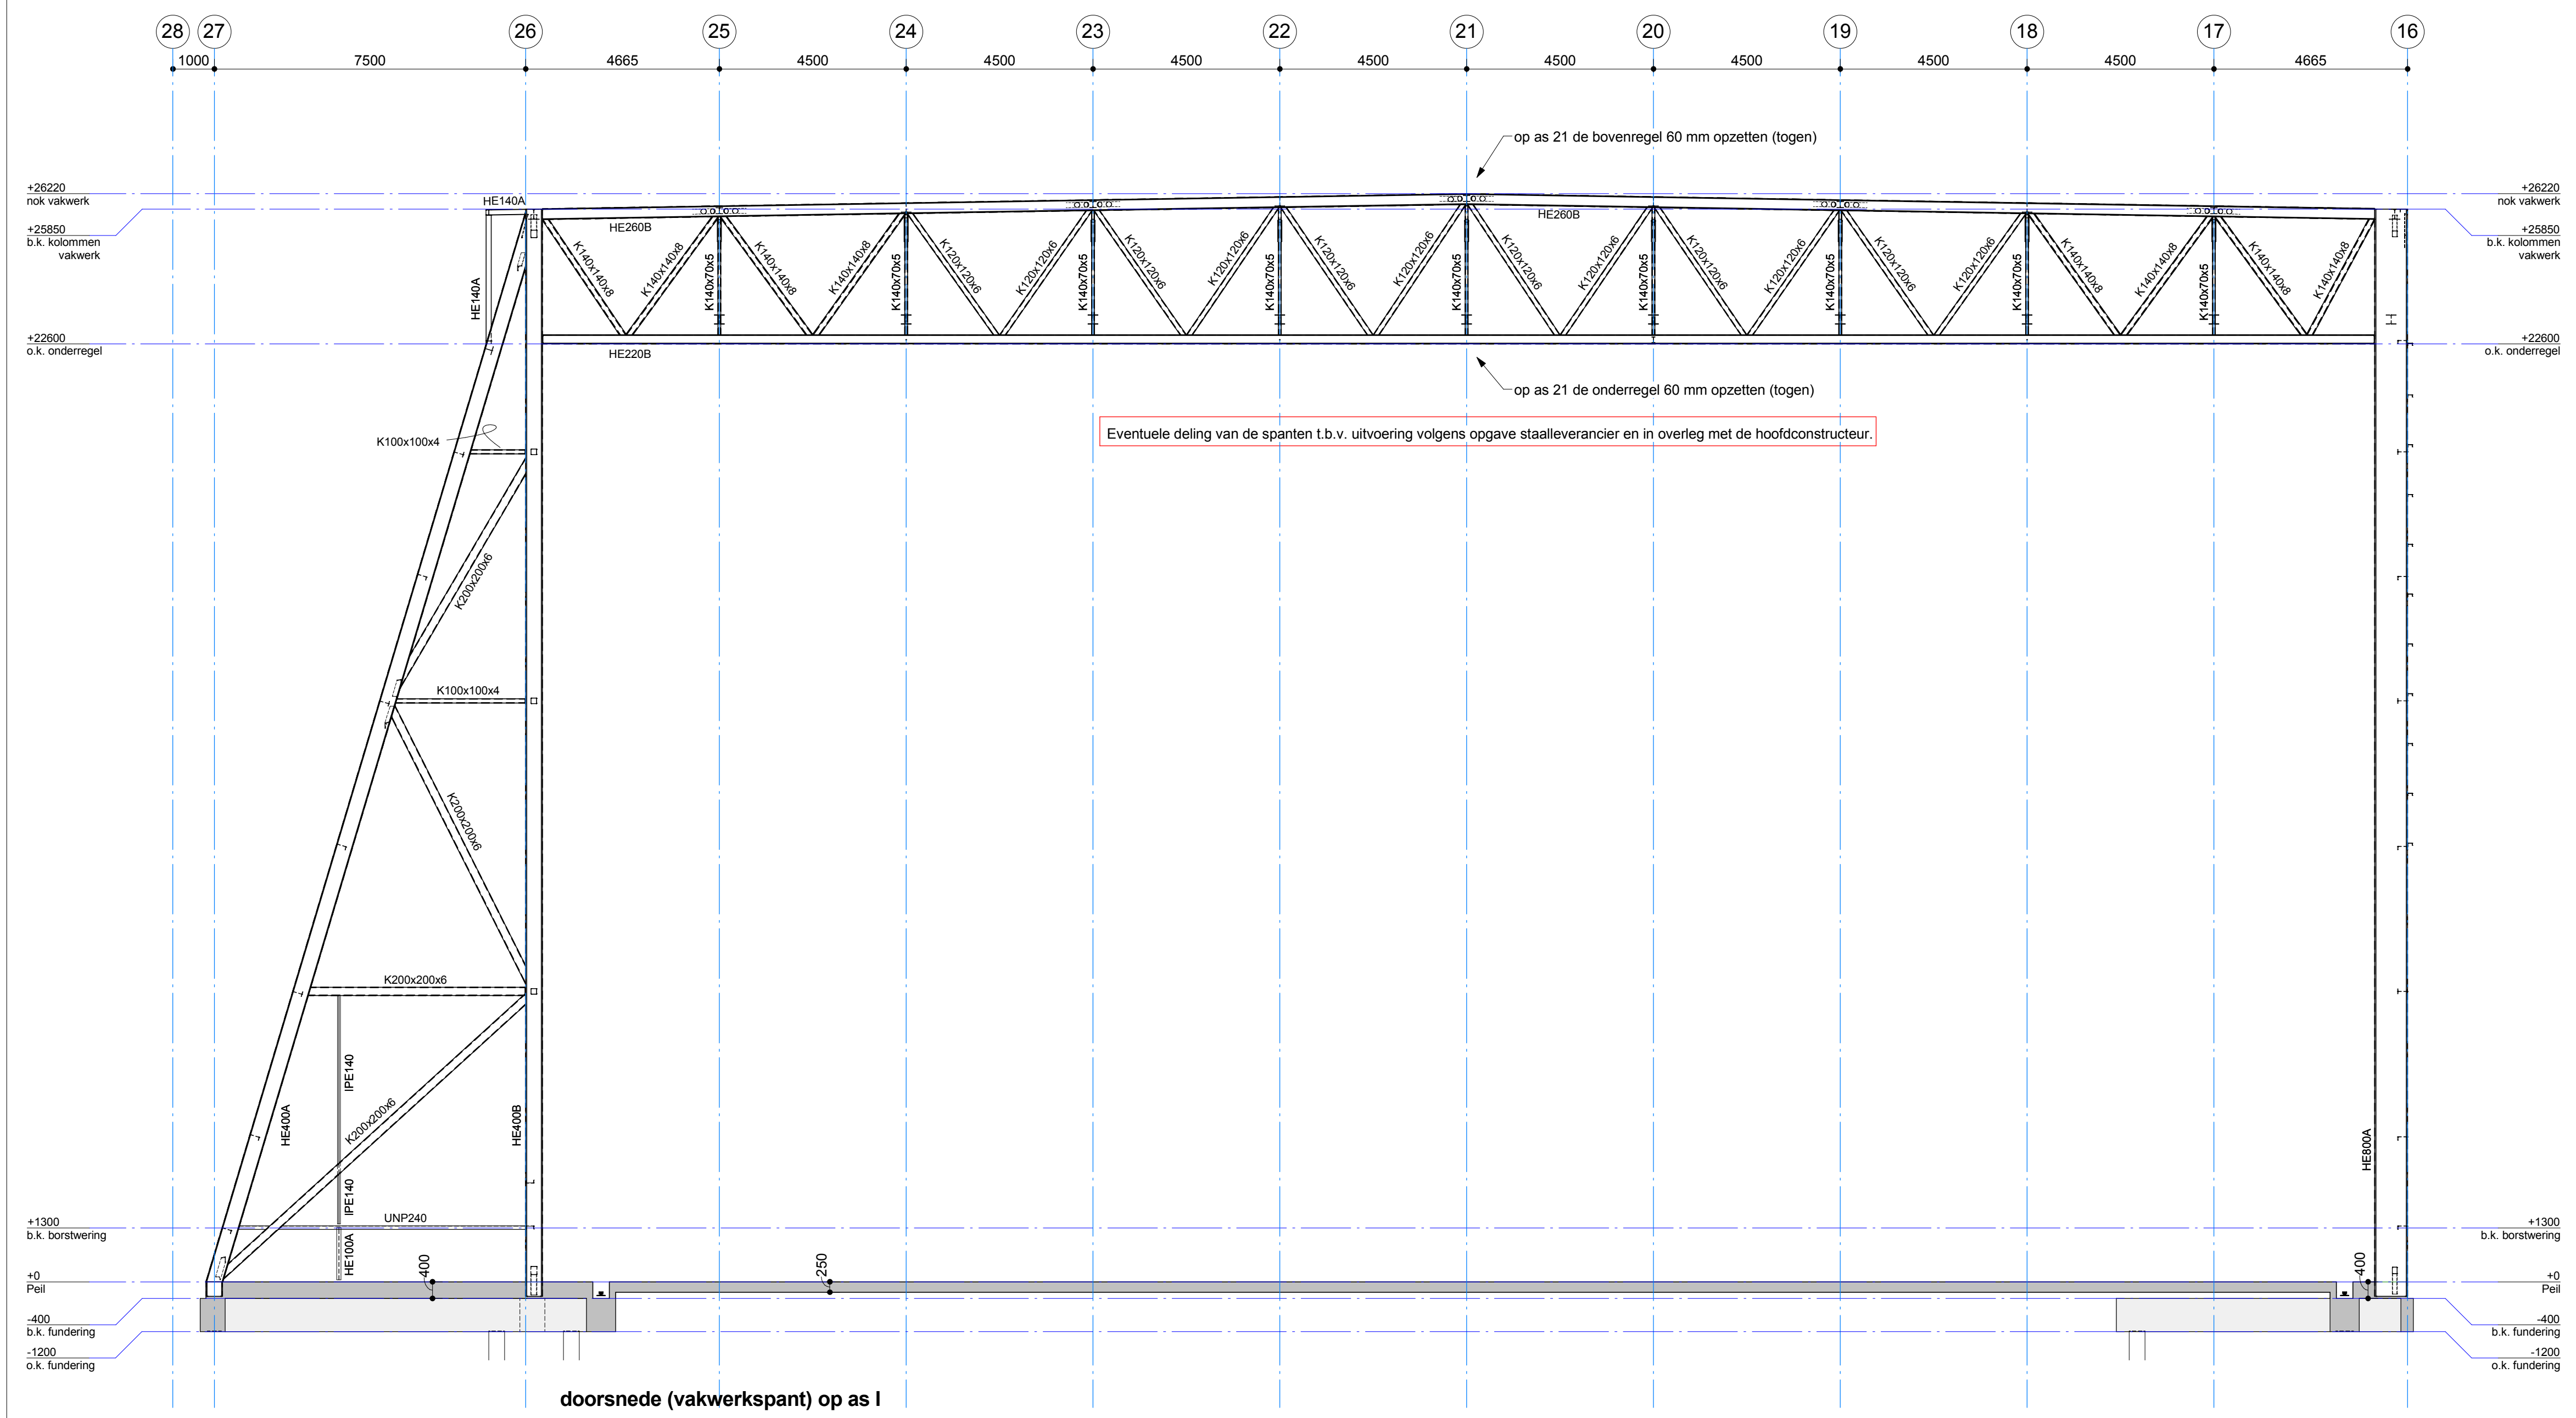 28 27 26 25 24 23 22 21 20 19 18 17 16
1000 7500 4665 4500 4500 4500 4500 4500 4500 4500 4500 4665
op as 21 de bovenregel 60 mm opzetten (togen)
+26220
nok vakwerk
+25850
b.k. kolommen
vakwerk
+22600
o.k. onderregel
+26220
nok vakwerk
+25850
b.k. kolommen
vakwerk
+22600
o.k. onderregel
HE140A
HE140A
HE260B
HE260B
K140x140x8
K140x140x8
K140x70x5
K140x140x8
K140x140x8
K140x70x5
K120x120x6
K120x120x6
K140x70x5
K120x120x6
K120x120x6
K140x70x5
K120x120x6
K120x120x6
K140x70x5
K120x120x6
K120x120x6
K140x70x5
K120x120x6
K120x120x6
K140x70x5
K120x120x6
K120x120x6
K140x70x5
K140x140x8
K140x140x8
K140x70x5
K140x140x8
K140x140x8
HE220B
op as 21 de onderregel 60 mm opzetten (togen)
Eventuele deling van de spanten t.b.v. uitvoering volgens opgave staalleverancier en in overleg met de hoofdconstructeur.
K100x100x4
K200x200x6
K100x100x4
K200x200x6
K200x200x6
IPE140
K200x200x6
HE400A
HE400B
HE800A
IPE140
UNP240
HE100A
400
250
400
+1300
b.k. borstwering
+0
Peil
-400
b.k. fundering
-1200
o.k. fundering
+1300
b.k. borstwering
+0
Peil
-400
b.k. fundering
-1200
o.k. fundering
doorsnede (vakwerkspant) op as I